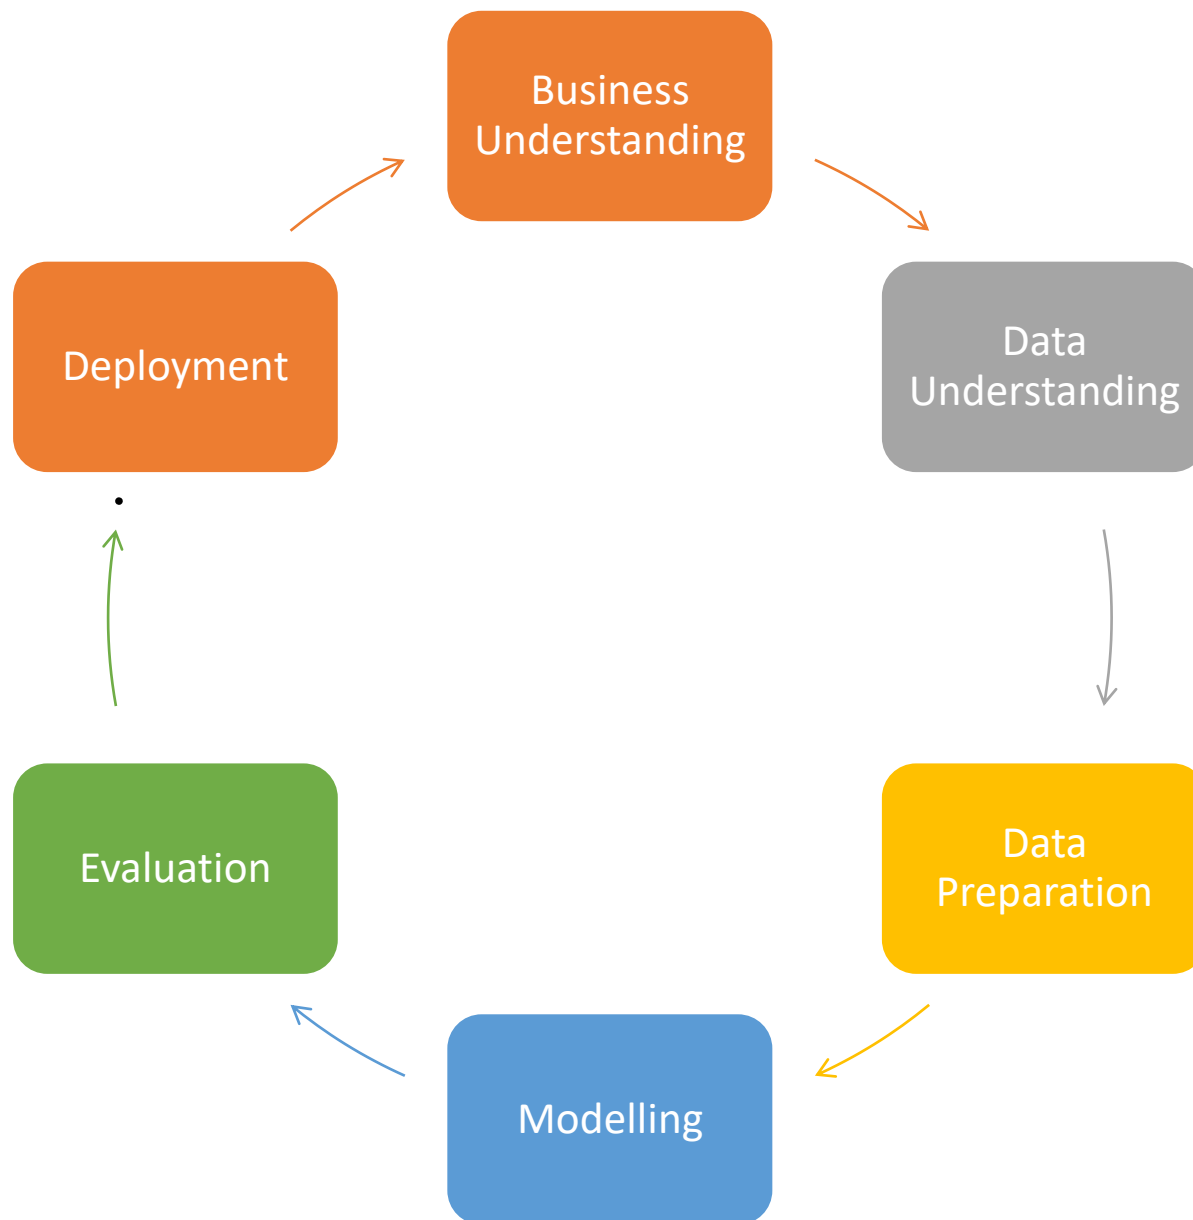 Business
Understanding
Data
Understanding
Data
Preparation
Modelling
Evaluation
Deployment